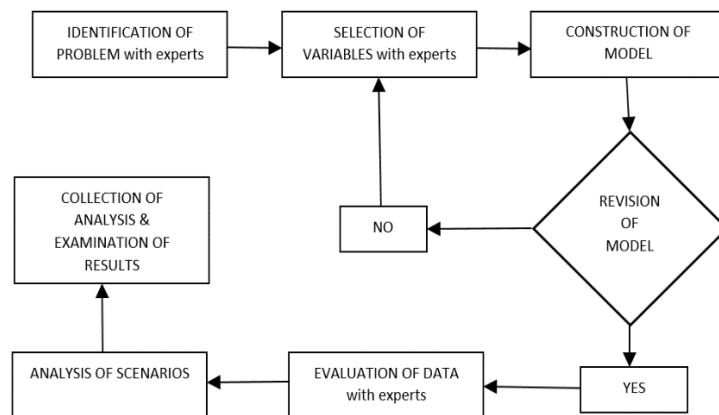 IDENTIFICATION OF
PROBLEM with experts
SELECTION OF
VARIABLES with experts
CONSTRUCTION OF
MODEL
REVISION
OF
MODEL
NO
COLLECTION OF
ANALYSIS &
EXAMINATION OF
RESULTS
YES
EVALUATION OF DATA
with experts
ANALYSIS OF SCENARIOS